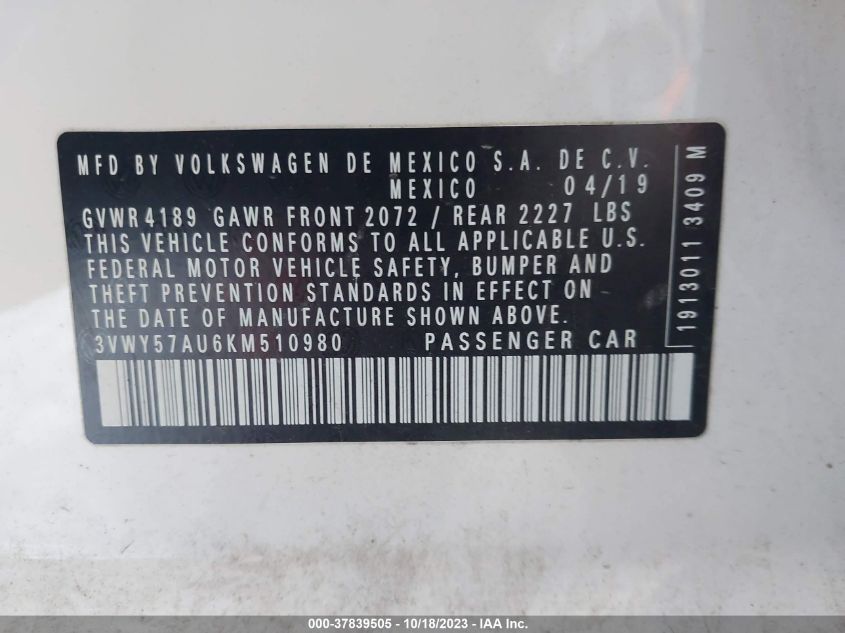 MFD BY VOLKSWAGEN DE MEXICO S.A. DE C.V.
MEXICO 04/19
GVWR 4189 GAWR FRONT 2072 / REAR 2227 LBS
THIS VEHICLE CONFORMS TO ALL APPLICABLE U.S.
FEDERAL MOTOR VEHICLE SAFETY, BUMPER AND
THEFT PREVENTION STANDARDS IN EFFECT ON
THE DATE OF MANUFACTURE SHOWN ABOVE.
3VWY57AU6KM510980 PASSENGER CAR
1913011 3409 M
000-37839505 - 10/18/2023 - IAA Inc.